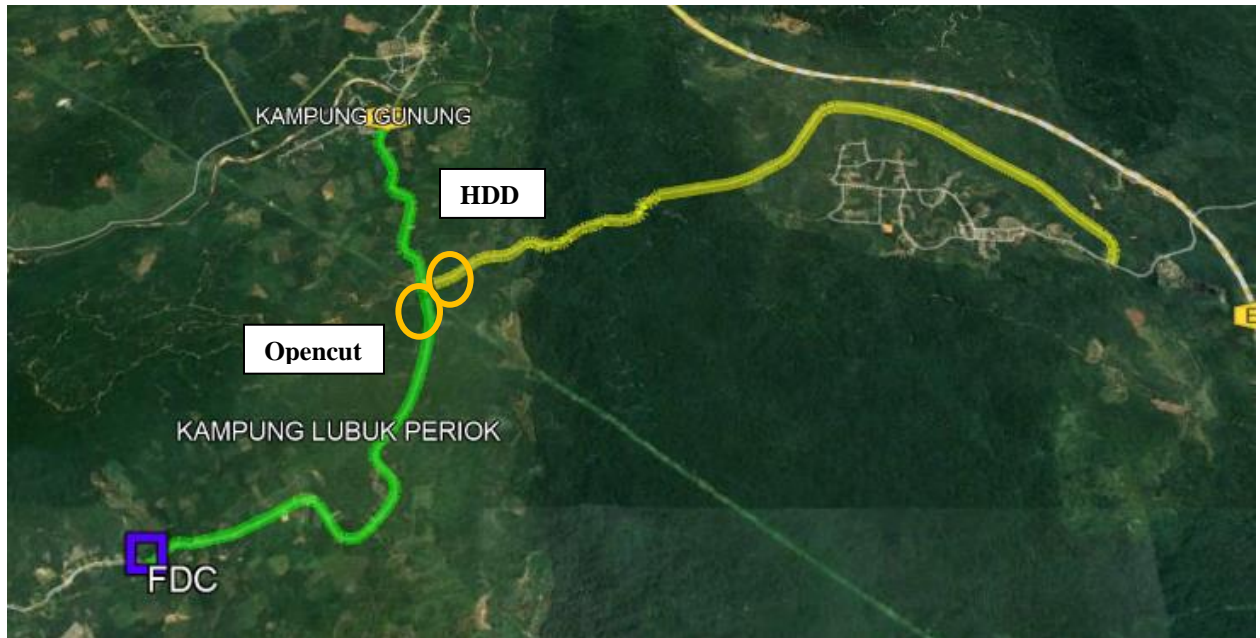 KAMPUNG GUNUNG
HDD
Opencut
KAMPUNG LUBUK PERIOK
FDC
E